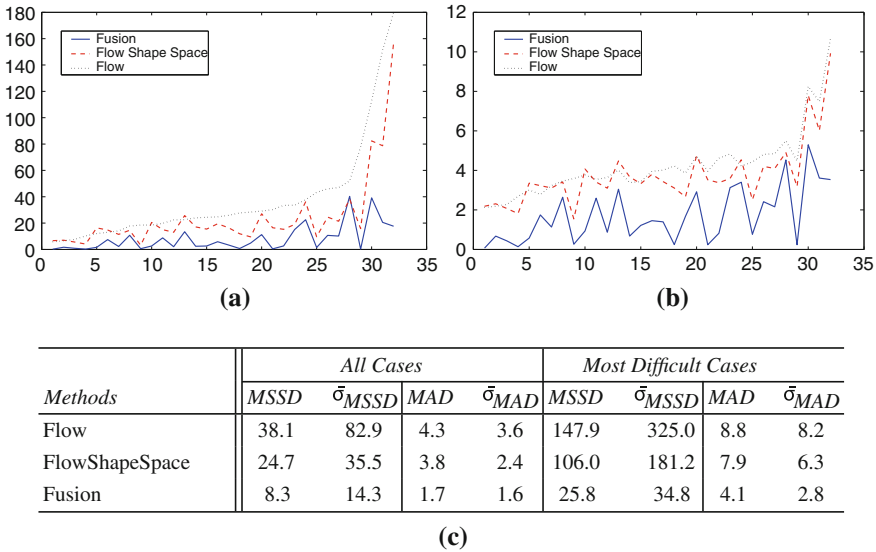 180
160
140
120
100
80
60
40
20
0
Fusion
Flow Shape Space
Flow
0 5 10 15 20 25 30 35
(a)
12
10
8
6
4
2
0
Fusion
Flow Shape Space
Flow
0 5 10 15 20 25 30 35
(b)
All Cases Most Difficult Cases
Methods MSSD σ̄MSSD MAD σ̄MAD MSSD σ̄MSSD MAD σ̄MAD
Flow 38.1 82.9 4.3 3.6 147.9 325.0 8.8 8.2
FlowShapeSpace 24.7 35.5 3.8 2.4 106.0 181.2 7.9 6.3
Fusion 8.3 14.3 1.7 1.6 25.8 34.8 4.1 2.8
(c)